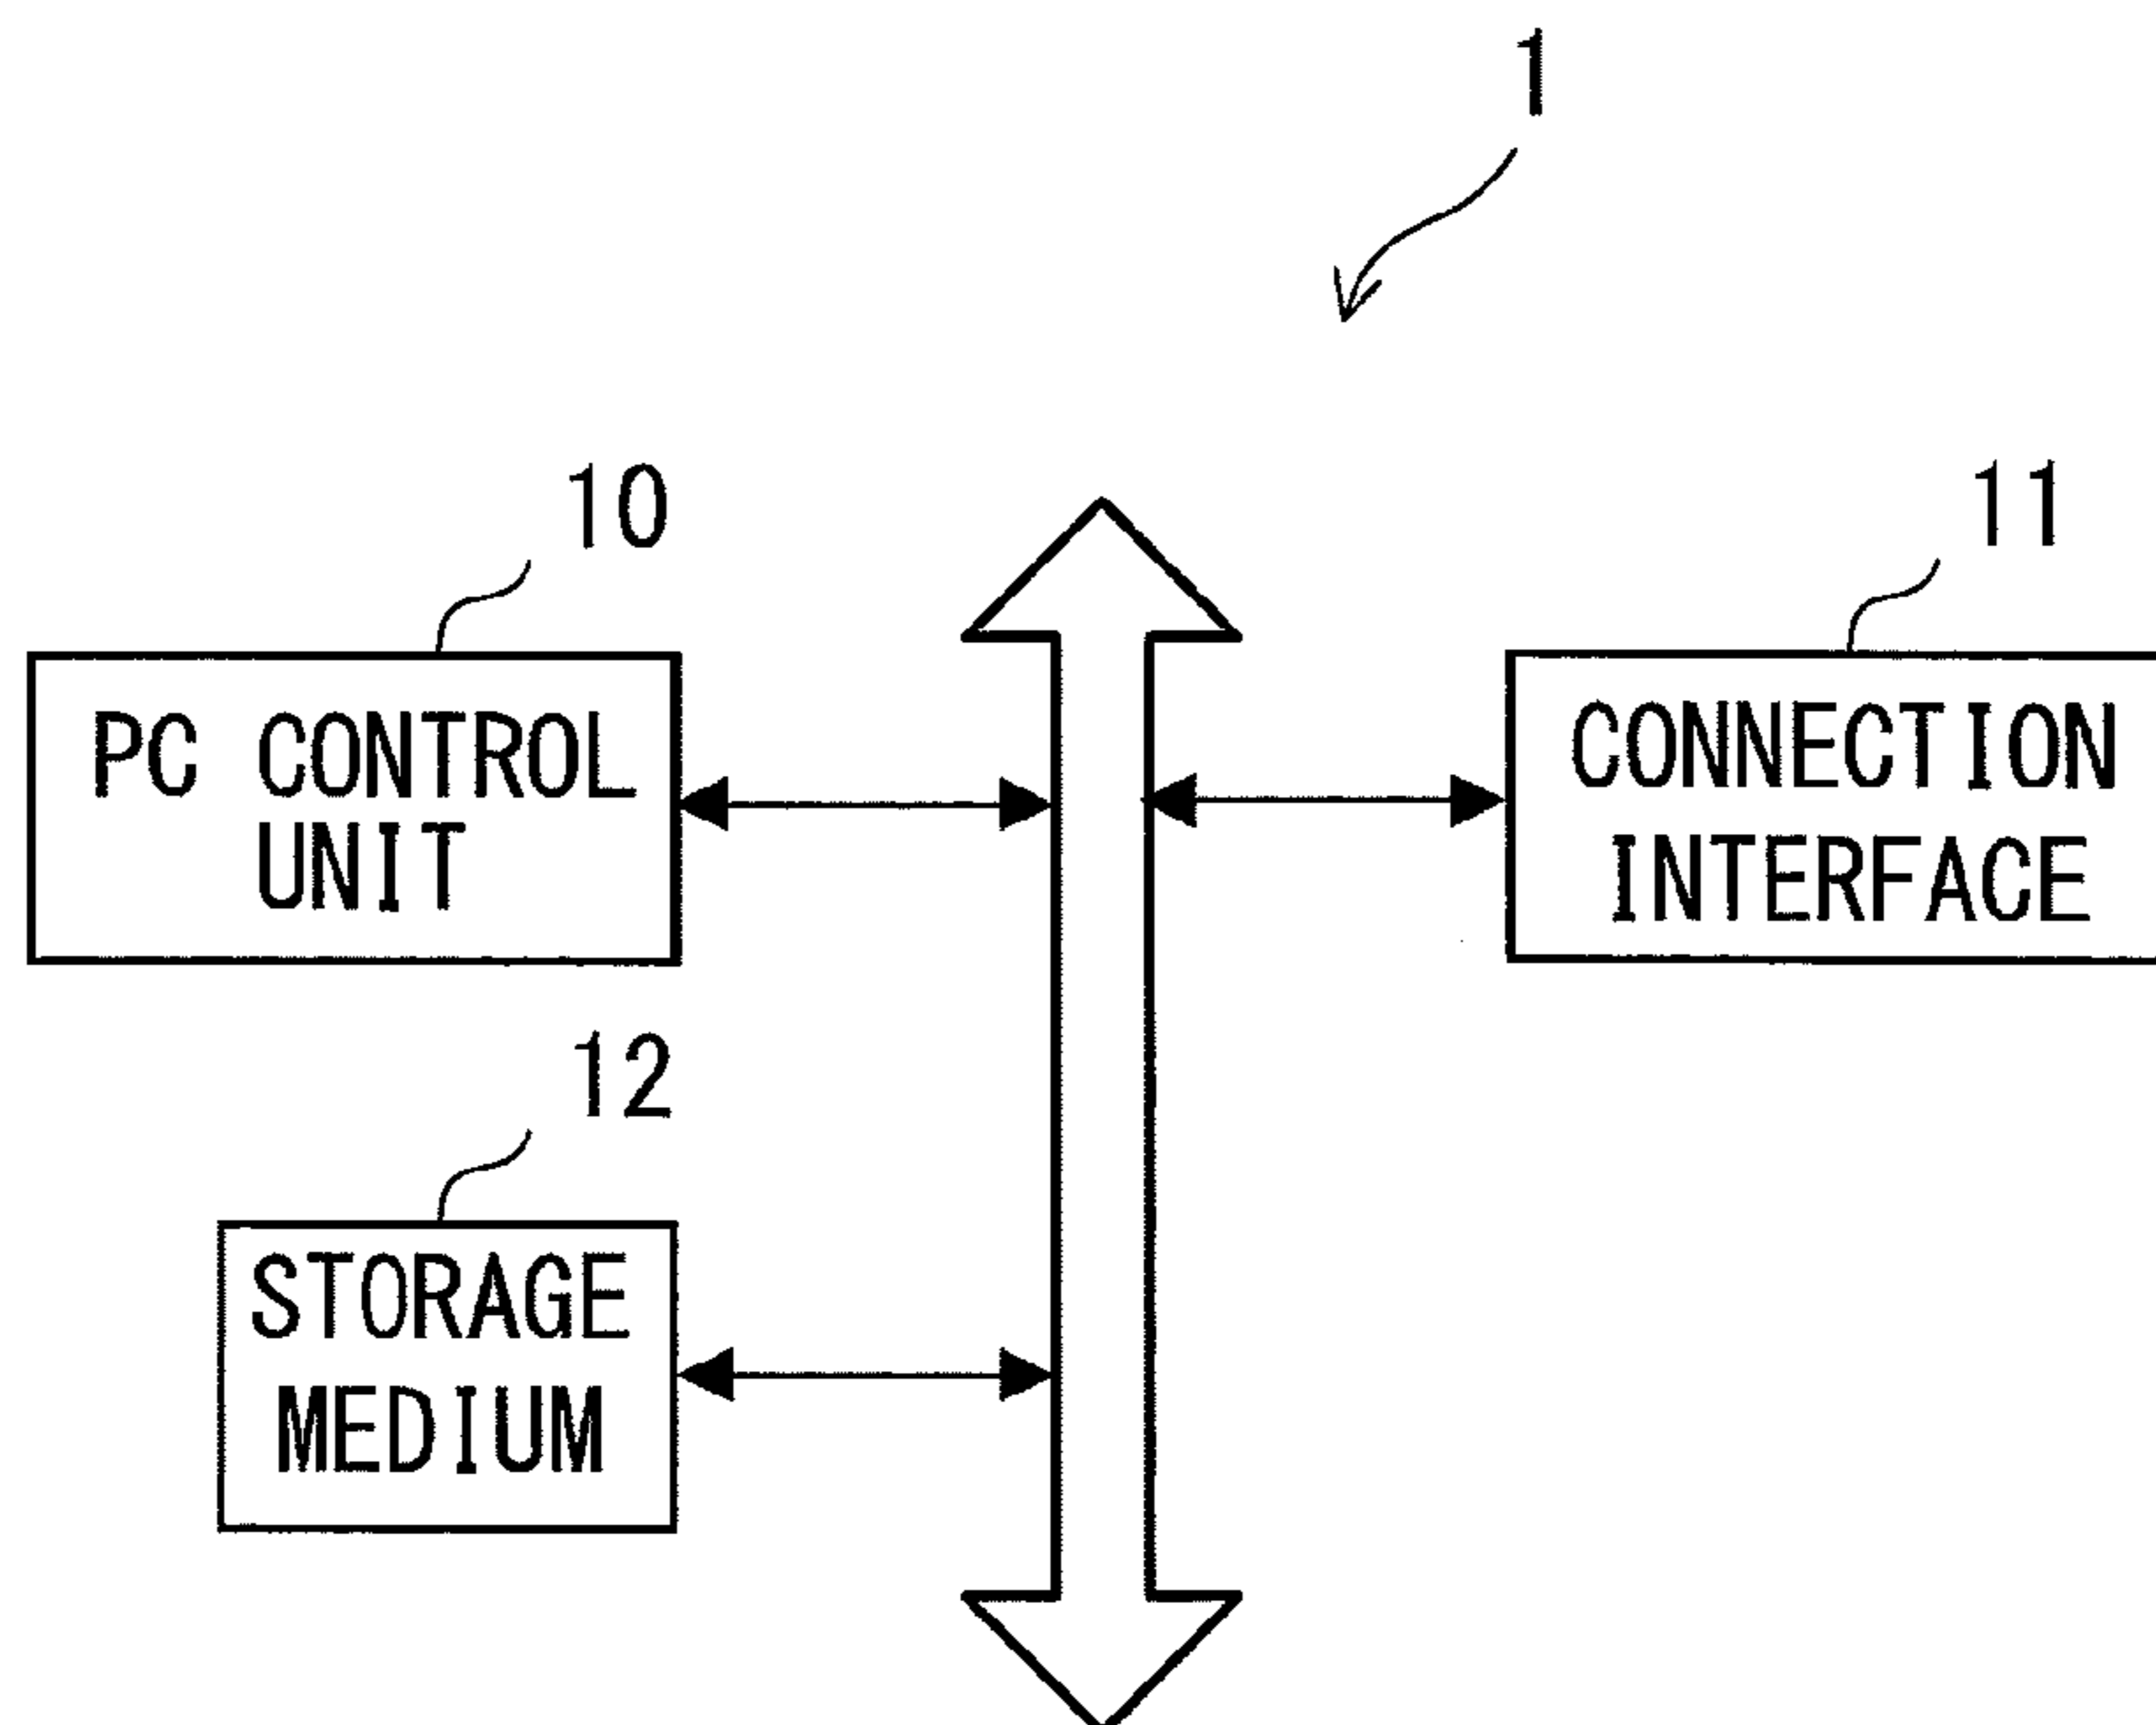 1
10
11
PC CONTROL
UNIT
CONNECTION
INTERFACE
12
STORAGE
MEDIUM